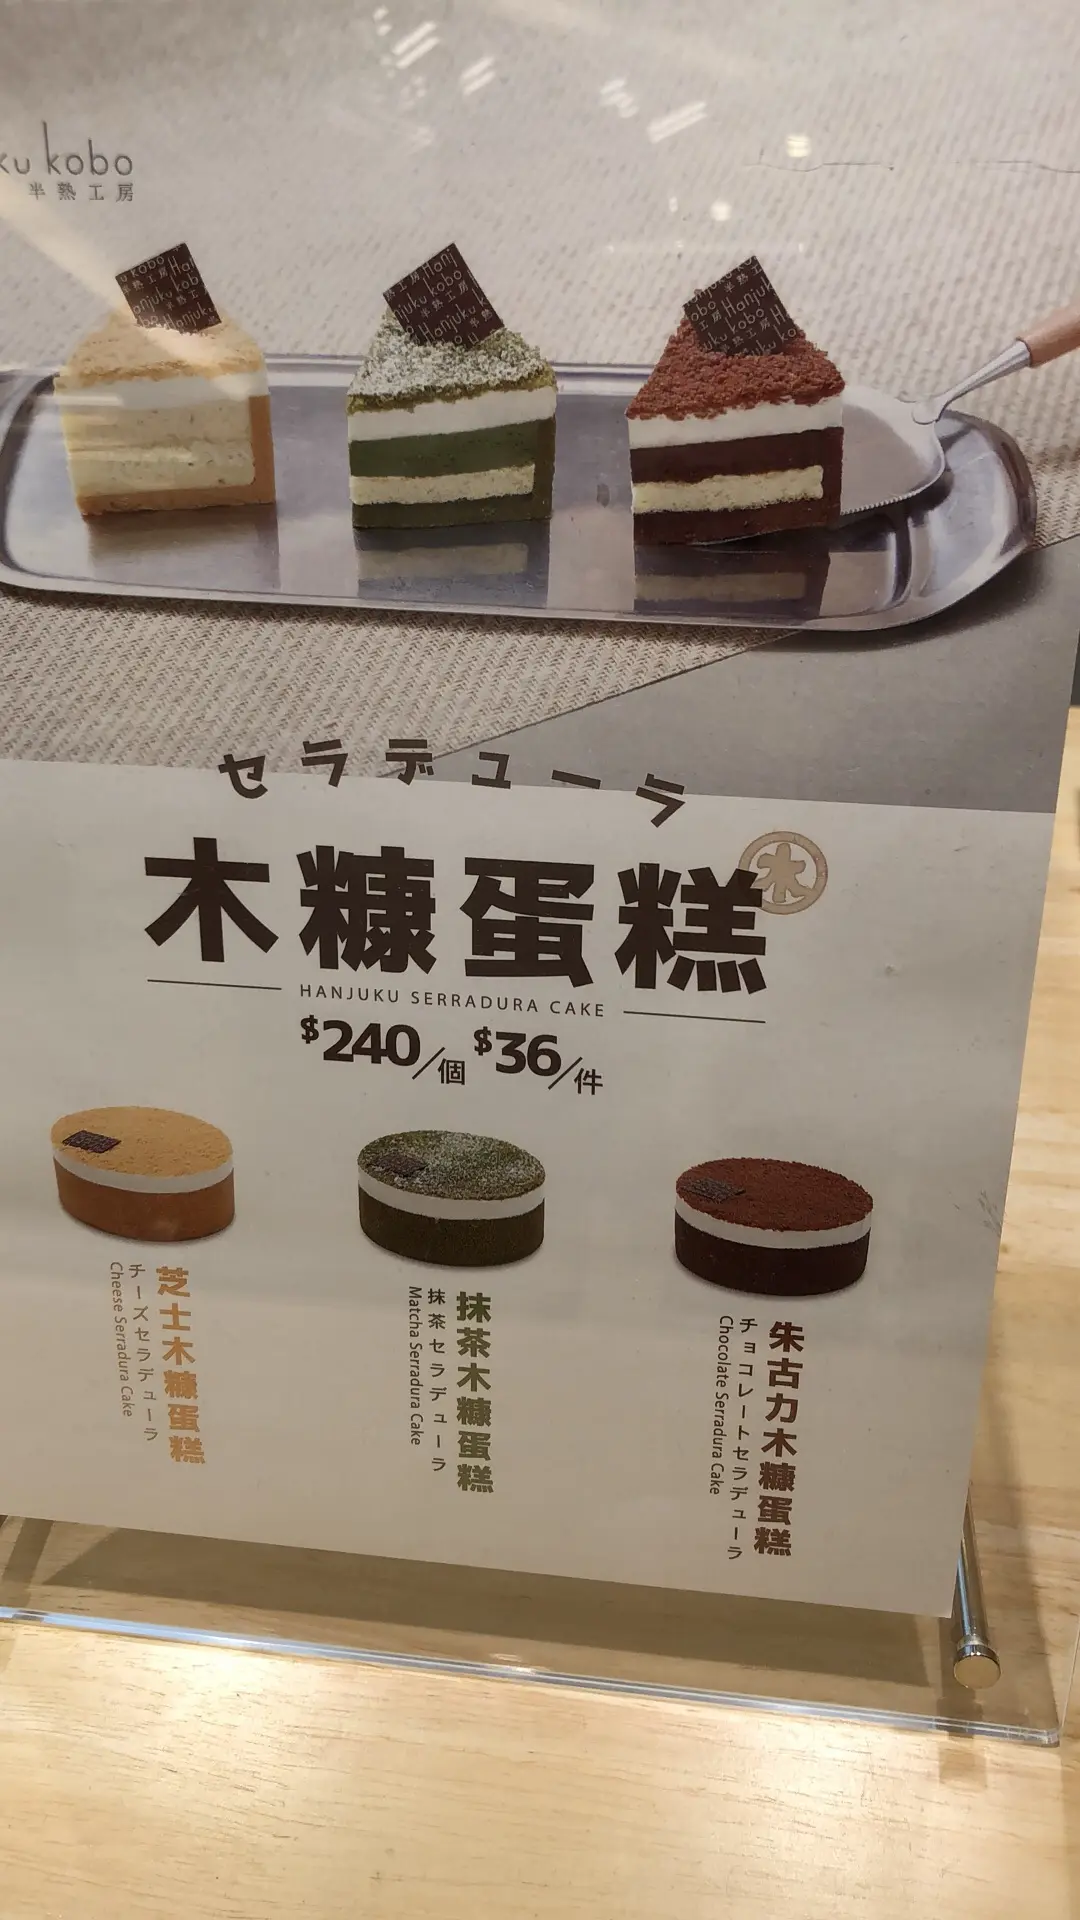 kobo
半熟工房
セラデューラ
木糠蛋糕
木
HANJUKU SERRADURA CAKE
$240/個 $36/件
芝士木糠蛋糕
チーズセラデューラ
Cheese Serradura Cake
抹茶木糠蛋糕
抹茶セラデューラ
Matcha Serradura Cake
朱古力木糠蛋糕
チョコレートセラデューラ
Chocolate Serradura Cake